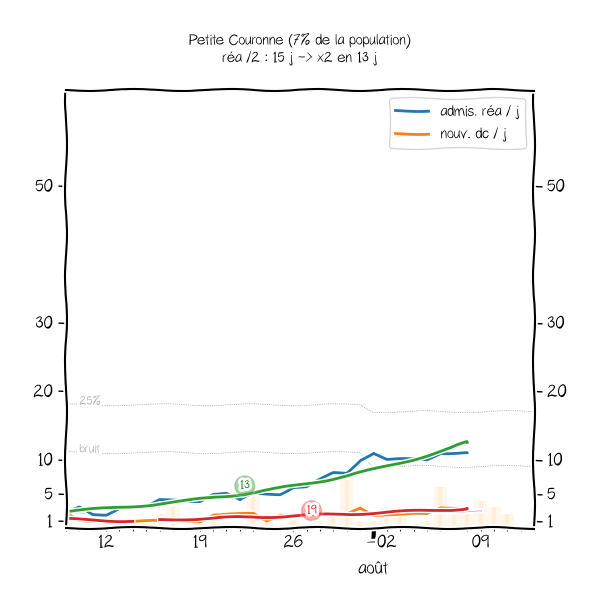 Petite Couronne (7% de la population)
réa /2 : 15 j -> x2 en 13 j
admis. réa / j
nouv. dc / j
50 50
30 30
20 20
25%
bruit
10 10
13
5 5
19
1 1
12 19 26 02 09
août